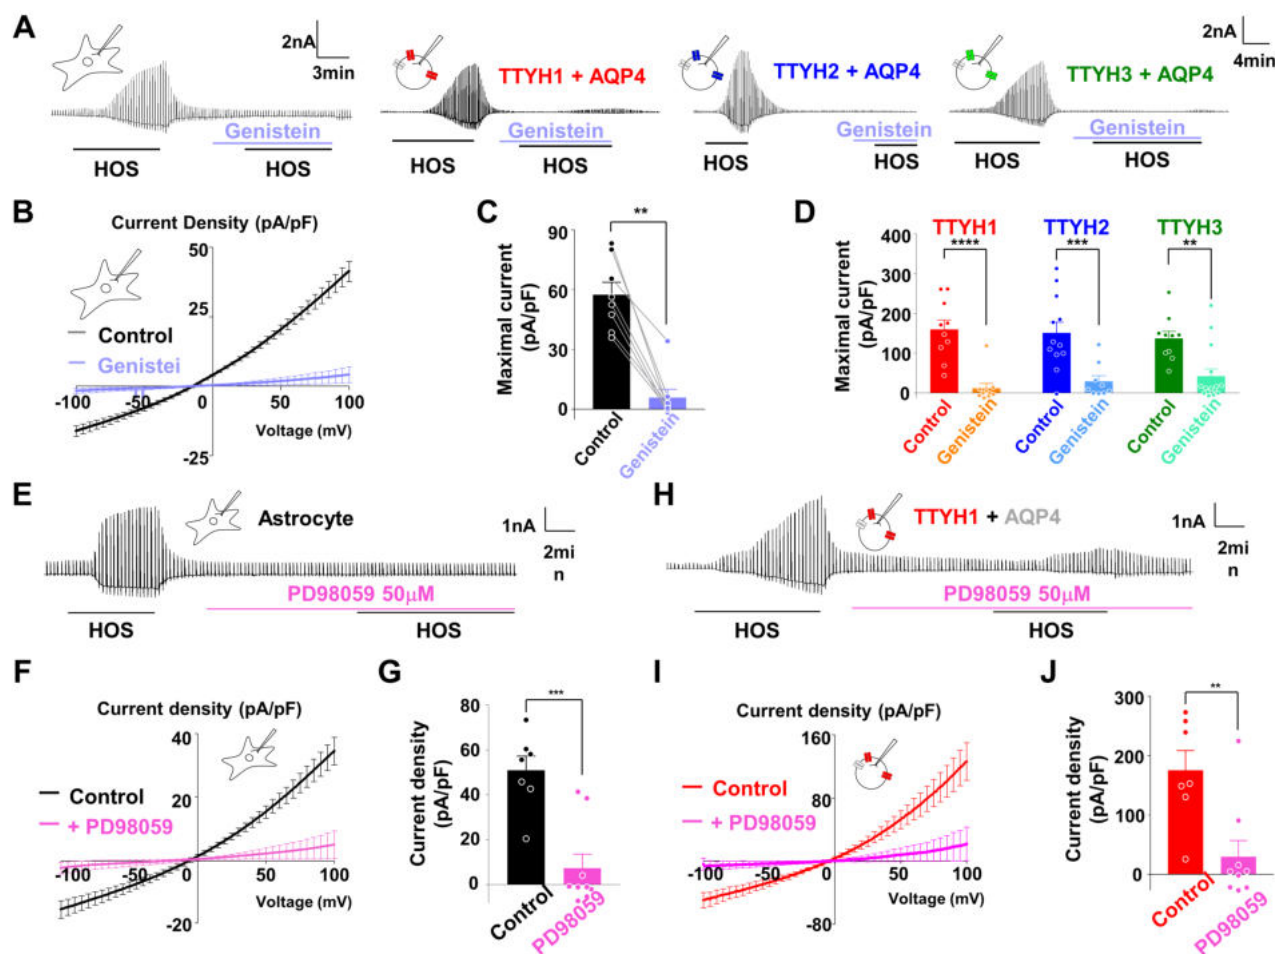 A
2nA
3min
TTYH1 + AQP4
TTYH2 + AQP4
TTYH3 + AQP4
2nA
4min
Genistein
Genistein
Genistein
Genistein
HOS
HOS
HOS
HOS
HOS
HOS
HOS
HOS
B
Current Density (pA/pF)
50
25
Control
Genistei
-100
-50
0
50
100
Voltage (mV)
-25
C
Maximal current
(pA/pF)
**
90
60
30
0
Control
Genistein
D
Maximal current
(pA/pF)
TTYH1
TTYH2
TTYH3
****
***
**
400
300
200
100
0
Control
Genistein
Control
Genistein
Control
Genistein
E
Astrocyte
1nA
2mi
n
PD98059 50μM
HOS
HOS
H
TTYH1 + AQP4
1nA
2mi
n
PD98059 50μM
HOS
HOS
F
Current density (pA/pF)
40
20
Control
+ PD98059
-100
-50
0
50
100
Voltage (mV)
-20
G
Current density
(pA/pF)
***
80
60
40
20
0
Control
PD98059
I
Current density (pA/pF)
160
80
Control
+ PD98059
-100
-50
0
50
100
Voltage (mV)
-80
J
Current density
(pA/pF)
**
300
200
100
0
Control
PD98059